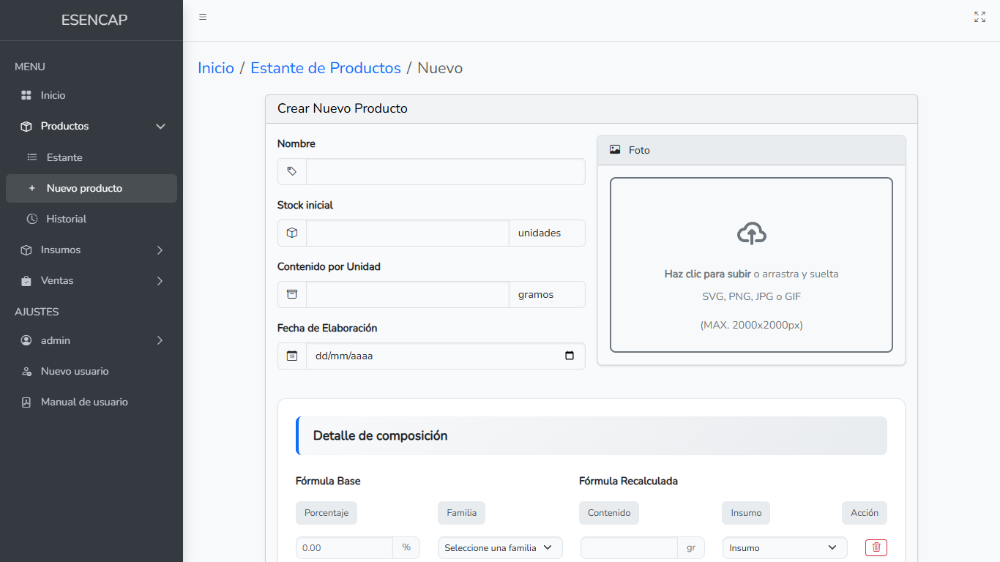 ESENCAP
MENU
Inicio
Productos
Estante
+ Nuevo producto
Historial
Insumos
Ventas
AJUSTES
admin
Nuevo usuario
Manual de usuario
Inicio / Estante de Productos / Nuevo
Crear Nuevo Producto
Nombre
Stock inicial
unidades
Contenido por Unidad
gramos
Fecha de Elaboración
19
dd/mm/aaaa
Foto
Haz clic para subir o arrastra y suelta
SVG, PNG, JPG o GIF
(MAX. 2000x2000px)
Detalle de composición
Fórmula Base Fórmula Recalculada
Porcentaje Familia Contenido Insumo Acción
0.00 % Seleccione una familia gr Insumo